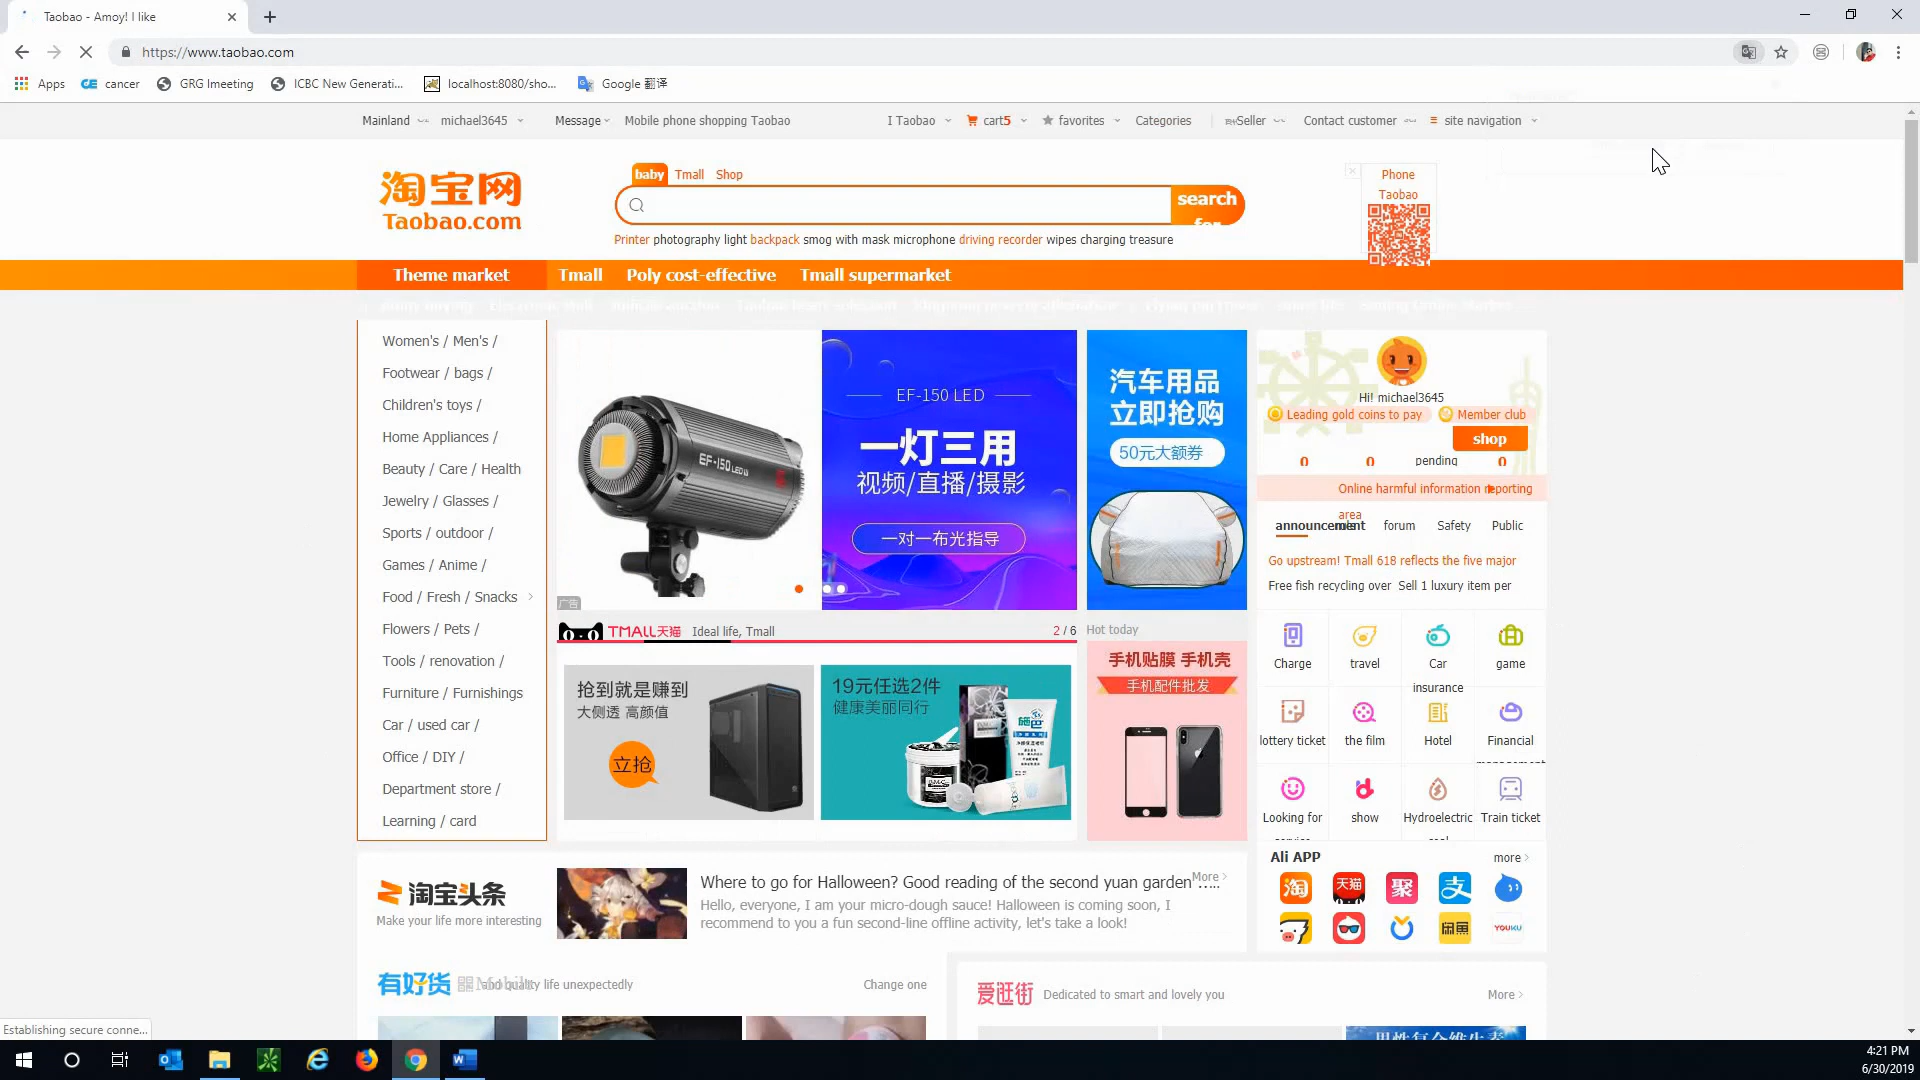 Taobao - Amoy! I like
https://www.taobao.com
Apps
cancer
GRG Imeeting
ICBC New Generati...
localhost:8080/sho...
Google 翻译
Mainland
michael3645
Message
Mobile phone shopping Taobao
I Taobao
cart5
favorites
Categories
Seller
Contact customer
site navigation
淘宝网
Taobao.com
baby
Tmall
Shop
search
for
Phone
Taobao
Printer photography light backpack smog with mask microphone driving recorder wipes charging treasure
Theme market
Tmall
Poly cost-effective
Tmall supermarket
Women's / Men's /
Footwear / bags /
Children's toys /
Home Appliances /
Beauty / Care / Health
Jewelry / Glasses /
Sports / outdoor /
Games / Anime /
Food / Fresh / Snacks
Flowers / Pets /
Tools / renovation /
Furniture / Furnishings
Car / used car /
Office / DIY /
Department store /
Learning / card
EF-150 LED
EF-150 LED
一灯三用
视频/直播/摄影
一对一布光指导
广告
汽车用品
立即抢购
50元大额券
Hi! michael3645
Leading gold coins to pay
Member club
shop
0
0
pending
0
Online harmful information reporting
area
announcement
forum
Safety
Public
Go upstream! Tmall 618 reflects the five major
Free fish recycling over
Sell 1 luxury item per
TMALL天猫
Ideal life, Tmall
2 / 6
Hot today
抢到就是赚到
大侧透 高颜值
立抢
19元任选2件
健康美丽同行
手机贴膜 手机壳
手机配件批发
Charge
travel
Car
insurance
game
lottery ticket
the film
Hotel
Financial
Looking for
show
Hydroelectric
Train ticket
Ali APP
more
淘
天猫
聚
支
闲鱼
YOUKU
淘宝头条
Make your life more interesting
Where to go for Halloween? Good reading of the second yuan garden
More
Hello, everyone, I am your micro-dough sauce! Halloween is coming soon, I
recommend to you a fun second-line offline activity, let's take a look!
有好货
and quality life unexpectedly
Change one
爱逛街
Dedicated to smart and lovely you
More
Establishing secure conne...
4:21 PM
6/30/2019